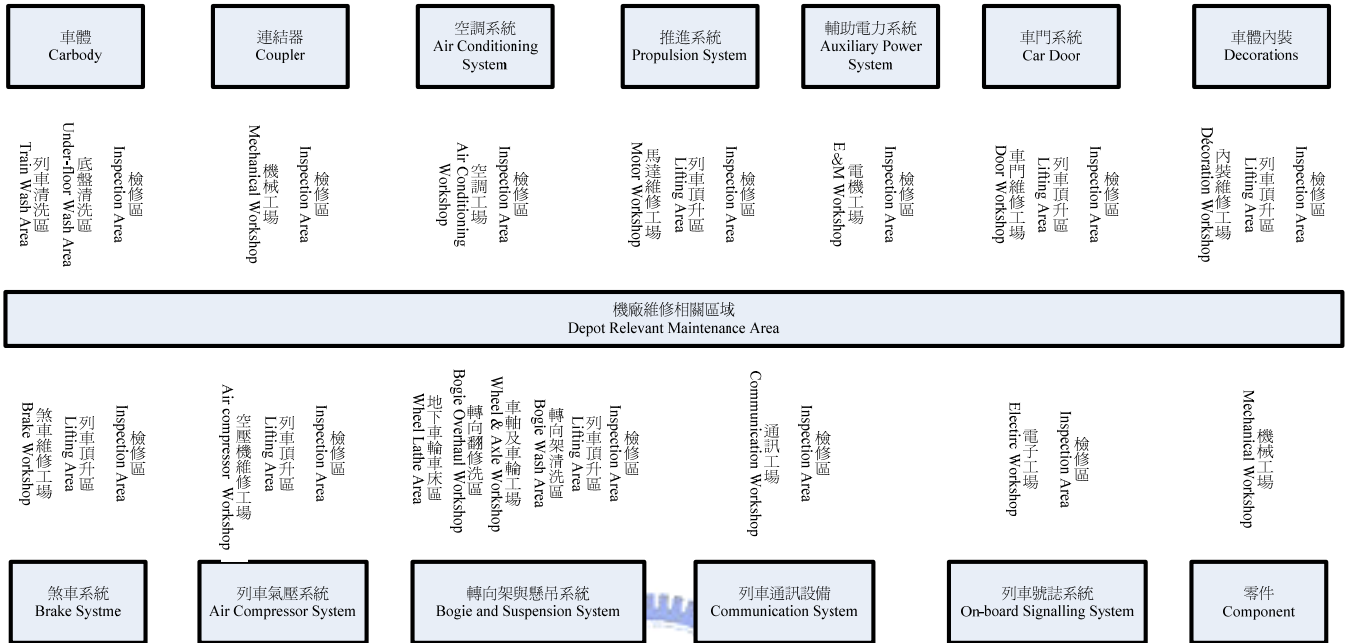 車體
Carbody
連結器
Coupler
空調系統
Air Conditioning
System
推進系統
Propulsion System
輔助電力系統
Auxiliary Power
System
車門系統
Car Door
車體內裝
Decorations
檢修區
Inspection Area
底盤清洗區
Under-floor Wash Area
列車清洗區
Train Wash Area
檢修區
Inspection Area
機械工場
Mechanical Workshop
檢修區
Inspection Area
空調工場
Air Conditioning
Workshop
檢修區
Inspection Area
列車頂升區
Lifting Area
馬達維修工場
Motor Workshop
檢修區
Inspection Area
電機工場
E&M Workshop
檢修區
Inspection Area
列車頂升區
Lifting Area
車門維修工場
Door Workshop
檢修區
Inspection Area
列車頂升區
Lifting Area
內裝維修工場
Décoration Workshop
機廠維修相關區域
Depot Relevant Maintenance Area
檢修區
Inspection Area
列車頂升區
Lifting Area
煞車維修工場
Brake Workshop
檢修區
Inspection Area
列車頂升區
Lifting Area
空壓機維修工場
Air compressor Workshop
檢修區
Inspection Area
列車頂升區
Lifting Area
轉向架清洗區
Bogie Wash Area
車軸及車輪工場
Wheel & Axle Workshop
轉向翻修洗區
Bogie Overhaul Workshop
地下車輪車床區
Wheel Lathe Area
檢修區
Inspection Area
通訊工場
Communication Workshop
檢修區
Inspection Area
電子工場
Electirc Workshop
機械工場
Mechanical Workshop
煞車系統
Brake Systme
列車氣壓系統
Air Compressor System
轉向架與懸吊系統
Bogie and Suspension System
列車通訊設備
Communication System
列車號誌系統
On-board Signalling System
零件
Component